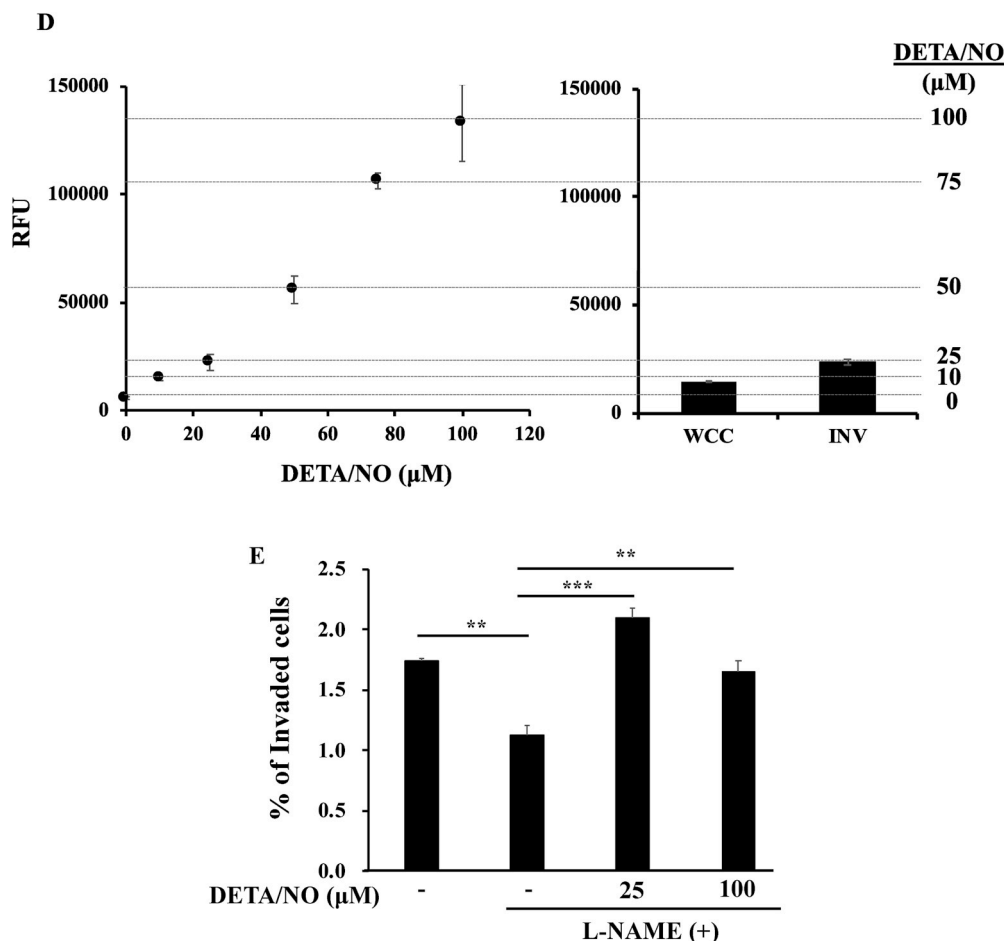 D
DETA/NO
(μM)
150000
100000
50000
0
RFU
0 20 40 60 80 100 120
DETA/NO (μM)
150000
100000
50000
0
WCC INV
100
75
50
25
10
0
E
**
***
**
2.5
2.0
1.5
1.0
0.5
0.0
% of Invaded cells
DETA/NO (μM) - - 25 100
L-NAME (+)